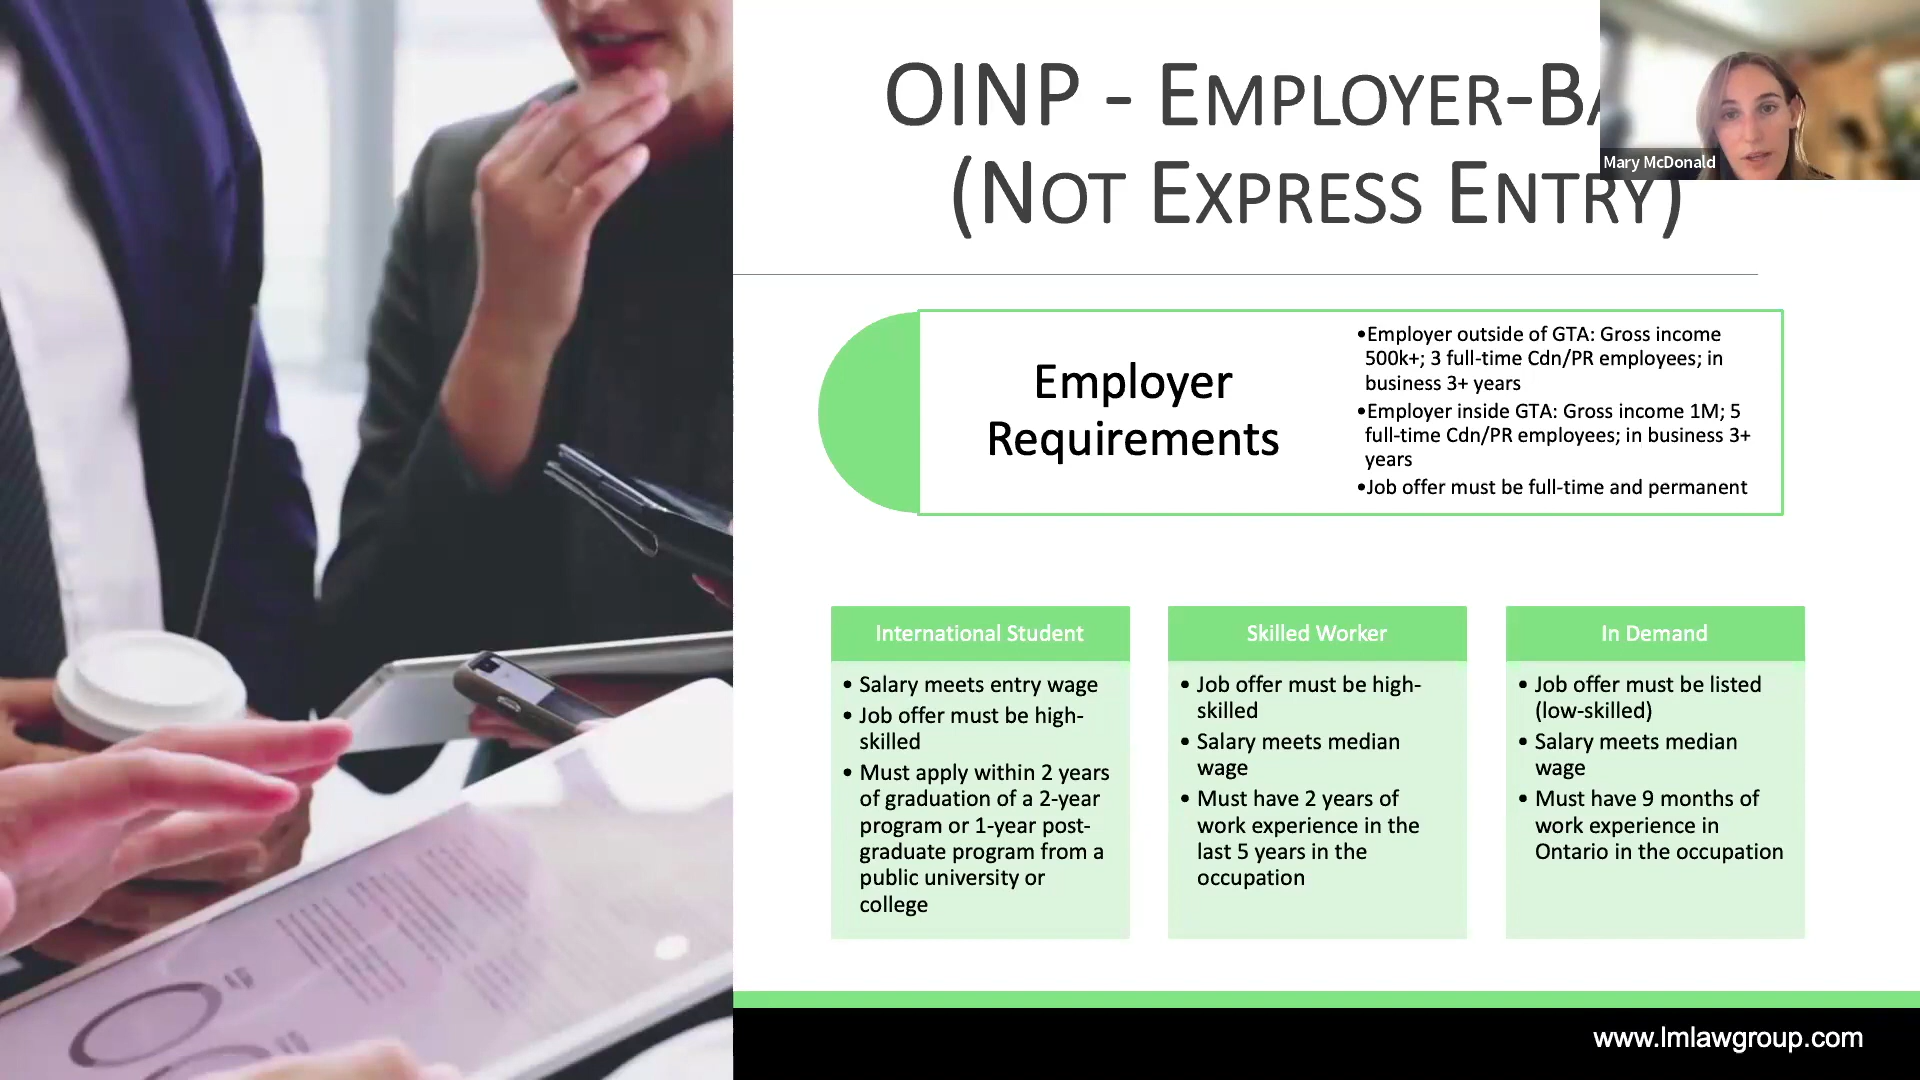 OINP - EMPLOYER-BA
(NOT EXPRESS ENTRY)
Mary McDonald
Employer
Requirements
•Employer outside of GTA: Gross income
500k+; 3 full-time Cdn/PR employees; in
business 3+ years
•Employer inside GTA: Gross income 1M; 5
full-time Cdn/PR employees; in business 3+
years
•Job offer must be full-time and permanent
International Student
• Salary meets entry wage
• Job offer must be high-
skilled
• Must apply within 2 years
of graduation of a 2-year
program or 1-year post-
graduate program from a
public university or
college
Skilled Worker
• Job offer must be high-
skilled
• Salary meets median
wage
• Must have 2 years of
work experience in the
last 5 years in the
occupation
In Demand
• Job offer must be listed
(low-skilled)
• Salary meets median
wage
• Must have 9 months of
work experience in
Ontario in the occupation
www.lmlawgroup.com